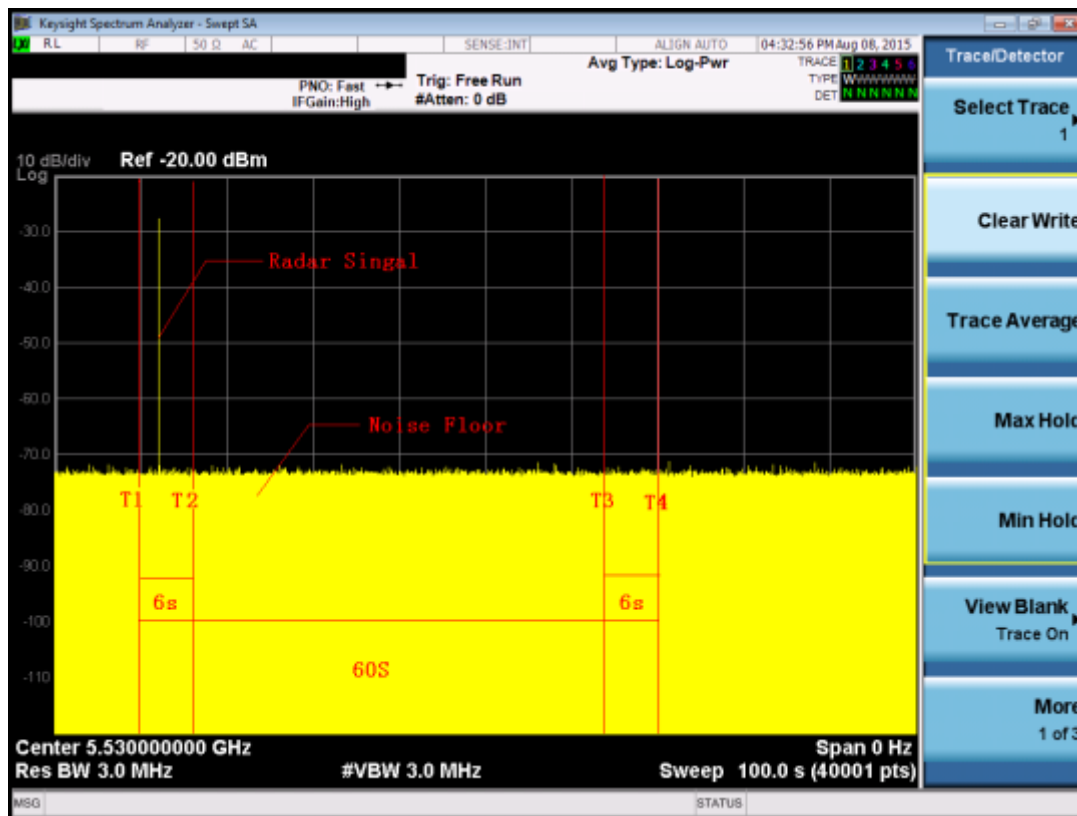 Keysight Spectrum Analyzer - Swept SA
RL RF 50 Ω AC SENSE:INT ALIGN AUTO 04:32:56 PM Aug 08, 2015
Avg Type: Log-Pwr TRACE 1 2 3 4 5 6
PNO: Fast Trig: Free Run TYPE WWWWWW
IFGain:High #Atten: 0 dB DET N N N N N N
10 dB/div Ref -20.00 dBm
Log
-30.0
Radar Singal
-40.0
-50.0
-60.0
Noise Floor
-70.0
T1 T2 T3 T4
-80.0
-90.0
6s 6s
-100
60S
-110
Center 5.530000000 GHz Span 0 Hz
Res BW 3.0 MHz #VBW 3.0 MHz Sweep 100.0 s (40001 pts)
MSG STATUS
Trace/Detector
Select Trace
1
Clear Write
Trace Average
Max Hold
Min Hold
View Blank
Trace On
More
1 of 3